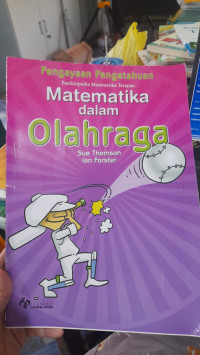 Pengayaan Pengetahuan
Ensiklopedia Matematika Terapan
Matematika
dalam
Olahraga
Sue Thomson
Ian Forster